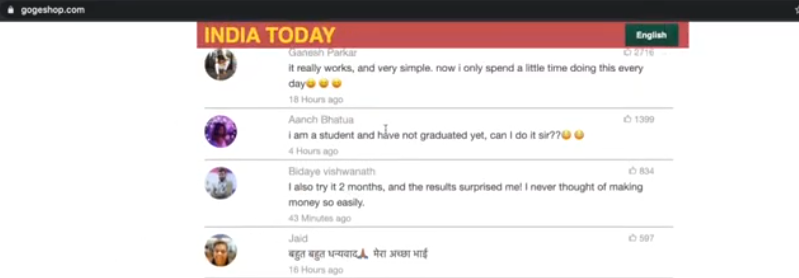 gogeshop.com
INDIA TODAY
English
Ganesh Parkar
2716
it really works, and very simple. now i only spend a little time doing this every
day😄😄😄
18 Hours ago
Aanch Bhatua
1399
i am a student and have not graduated yet, can I do it sir??😳😳
4 Hours ago
Bidaye vishwanath
834
I also try it 2 months, and the results surprised me! I never thought of making
money so easily.
43 Minutes ago
Jaid
597
बहुत बहुत धन्यवाद🙏🏽 मेरा अच्छा भाई
18 Hours ago